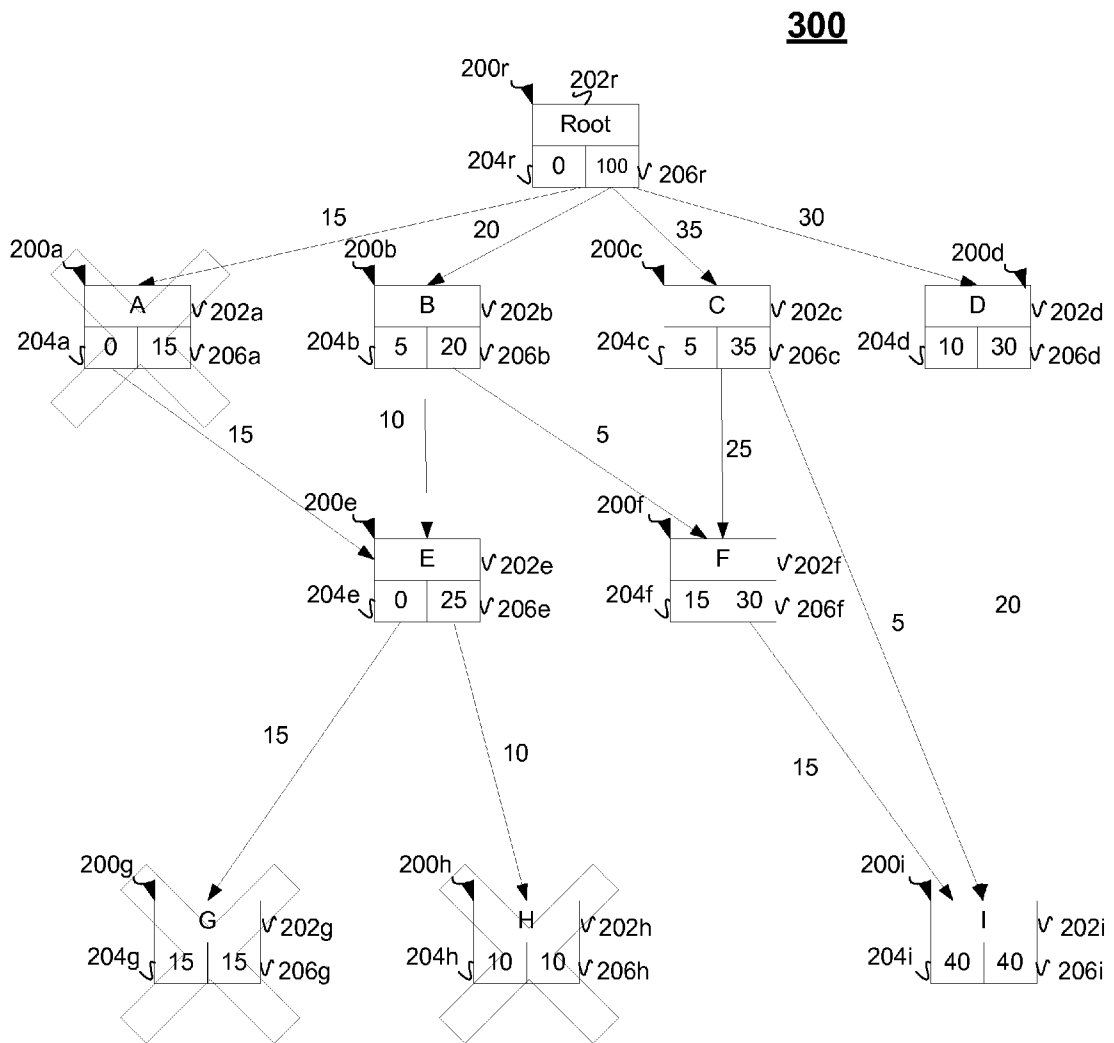 300
200r
202r
Root
204r 0 100 206r
15 20 35 30
200a 200b 200c 200d
A 202a B 202b C 202c D 202d
204a 0 15 206a 204b 5 20 206b 204c 5 35 206c 204d 10 30 206d
15 10 5 25
200e 200f
E 202e F 202f
204e 0 25 206e 204f 15 30 206f
5 20
15 10 15
200g 200h 200i
G 202g H 202h I 202i
204g 15 15 206g 204h 10 10 206h 204i 40 40 206i